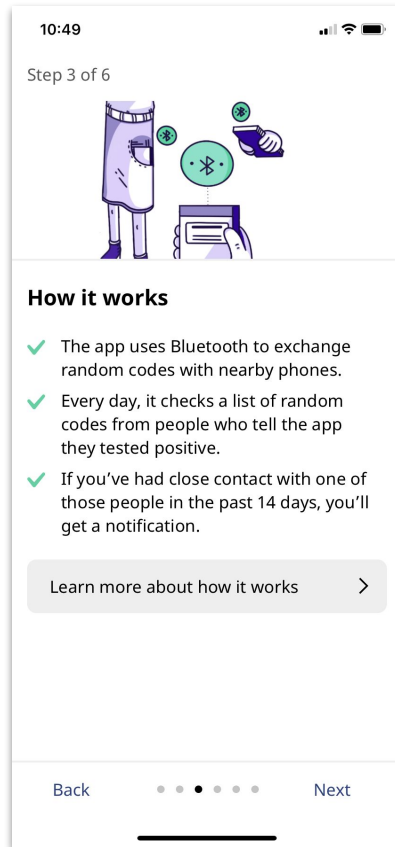 10:49
Step 3 of 6
How it works
The app uses Bluetooth to exchange
random codes with nearby phones.
Every day, it checks a list of random
codes from people who tell the app
they tested positive.
If you’ve had close contact with one of
those people in the past 14 days, you’ll
get a notification.
Learn more about how it works
Back
Next